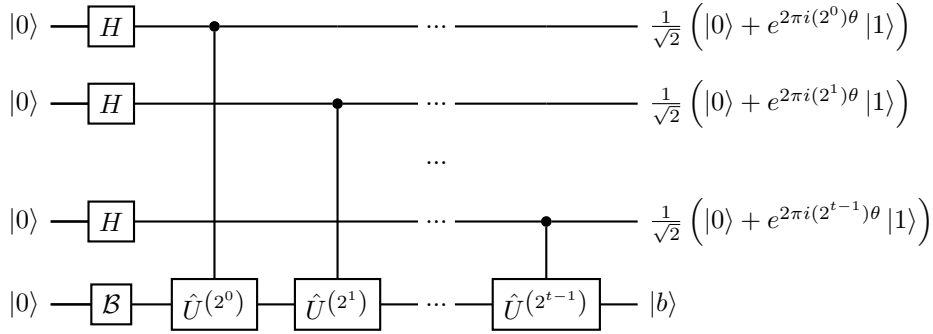 |0⟩ H ... 1/√2 (|0⟩ + e^{2πi(2^0)θ} |1⟩)
|0⟩ H ... 1/√2 (|0⟩ + e^{2πi(2^1)θ} |1⟩)
...
|0⟩ H ... 1/√2 (|0⟩ + e^{2πi(2^{t−1})θ} |1⟩)
|0⟩ ℬ Û^(2^0) Û^(2^1) ... Û^(2^{t−1}) |b⟩